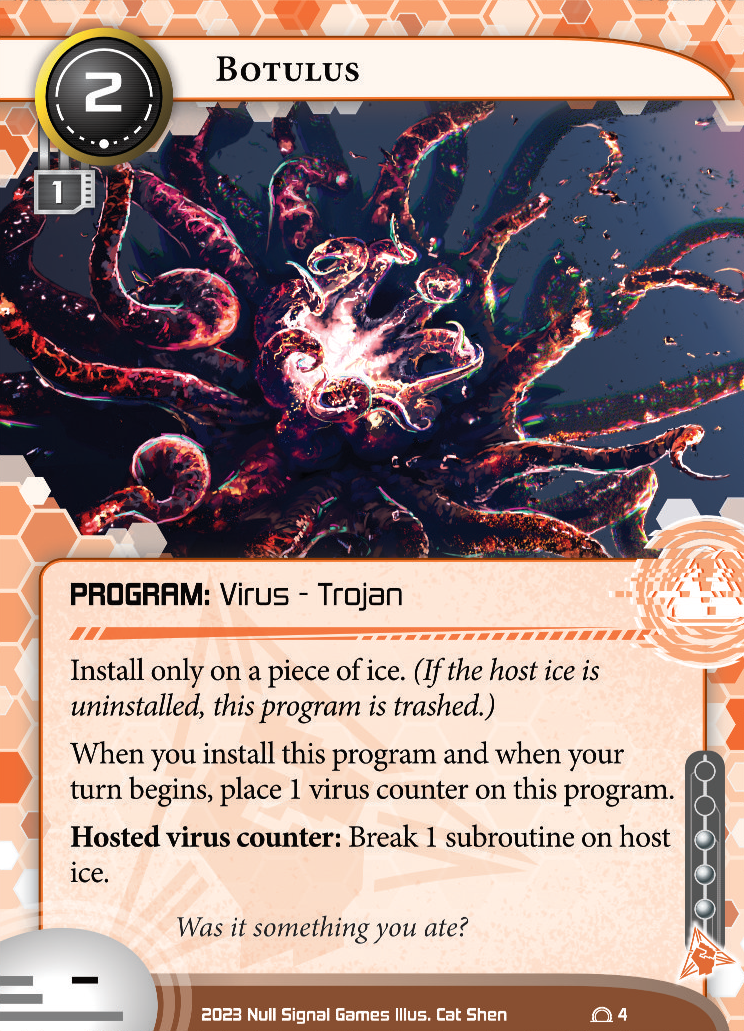 2
BOTULUS
1
PROGRAM: Virus - Trojan
Install only on a piece of ice. (If the host ice is
uninstalled, this program is trashed.)
When you install this program and when your
turn begins, place 1 virus counter on this program.
Hosted virus counter: Break 1 subroutine on host
ice.
Was it something you ate?
2023 Null Signal Games Illus. Cat Shen
4